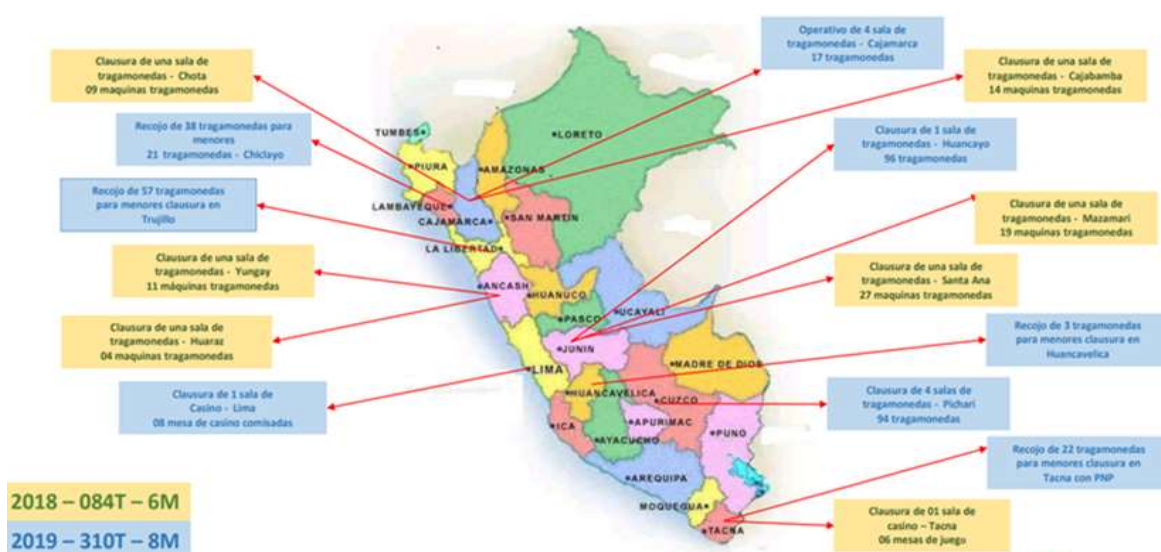 Clausura de una sala de
tragamonedas - Chota
09 maquinas tragamonedas
Recojo de 38 tragamonedas para
menores
21 tragamonedas - Chiclayo
Recojo de 57 tragamonedas
para menores clausura en
Trujillo
Clausura de una sala de
tragamonedas - Yungay
11 máquinas tragamonedas
Clausura de una sala de
tragamonedas - Huaraz
04 maquinas tragamonedas
Clausura de 1 sala de
Casino - Lima
08 mesa de casino comisadas
2018 – 084T – 6M
2019 – 310T – 8M
TUMBES
PIURA
LAMBAYEQUE
CAJAMARCA
LA LIBERTAD
AMAZONAS
LORETO
SAN MARTIN
ANCASH
HUANUCO
PASCO
UCAYALI
JUNIN
LIMA
MADRE DE DIOS
HUANCAVELICA
CUZCO
ICA
APURIMAC
AYACUCHO
PUNO
AREQUIPA
MOQUEGUA
TACNA
Operativo de 4 sala de
tragamonedas - Cajamarca
17 tragamonedas
Clausura de una sala de
tragamonedas - Cajabamba
14 maquinas tragamonedas
Clausura de 1 sala de
tragamonedas - Huancayo
96 tragamonedas
Clausura de una sala de
tragamonedas - Mazamari
19 maquinas tragamonedas
Clausura de una sala de
tragamonedas - Santa Ana
27 maquinas tragamonedas
Recojo de 3 tragamonedas
para menores clausura en
Huancavelica
Clausura de 4 salas de
tragamonedas - Pichari
94 tragamonedas
Recojo de 22 tragamonedas
para menores clausura en
Tacna con PNP
Clausura de 01 sala de
casino – Tacna
06 mesas de juego